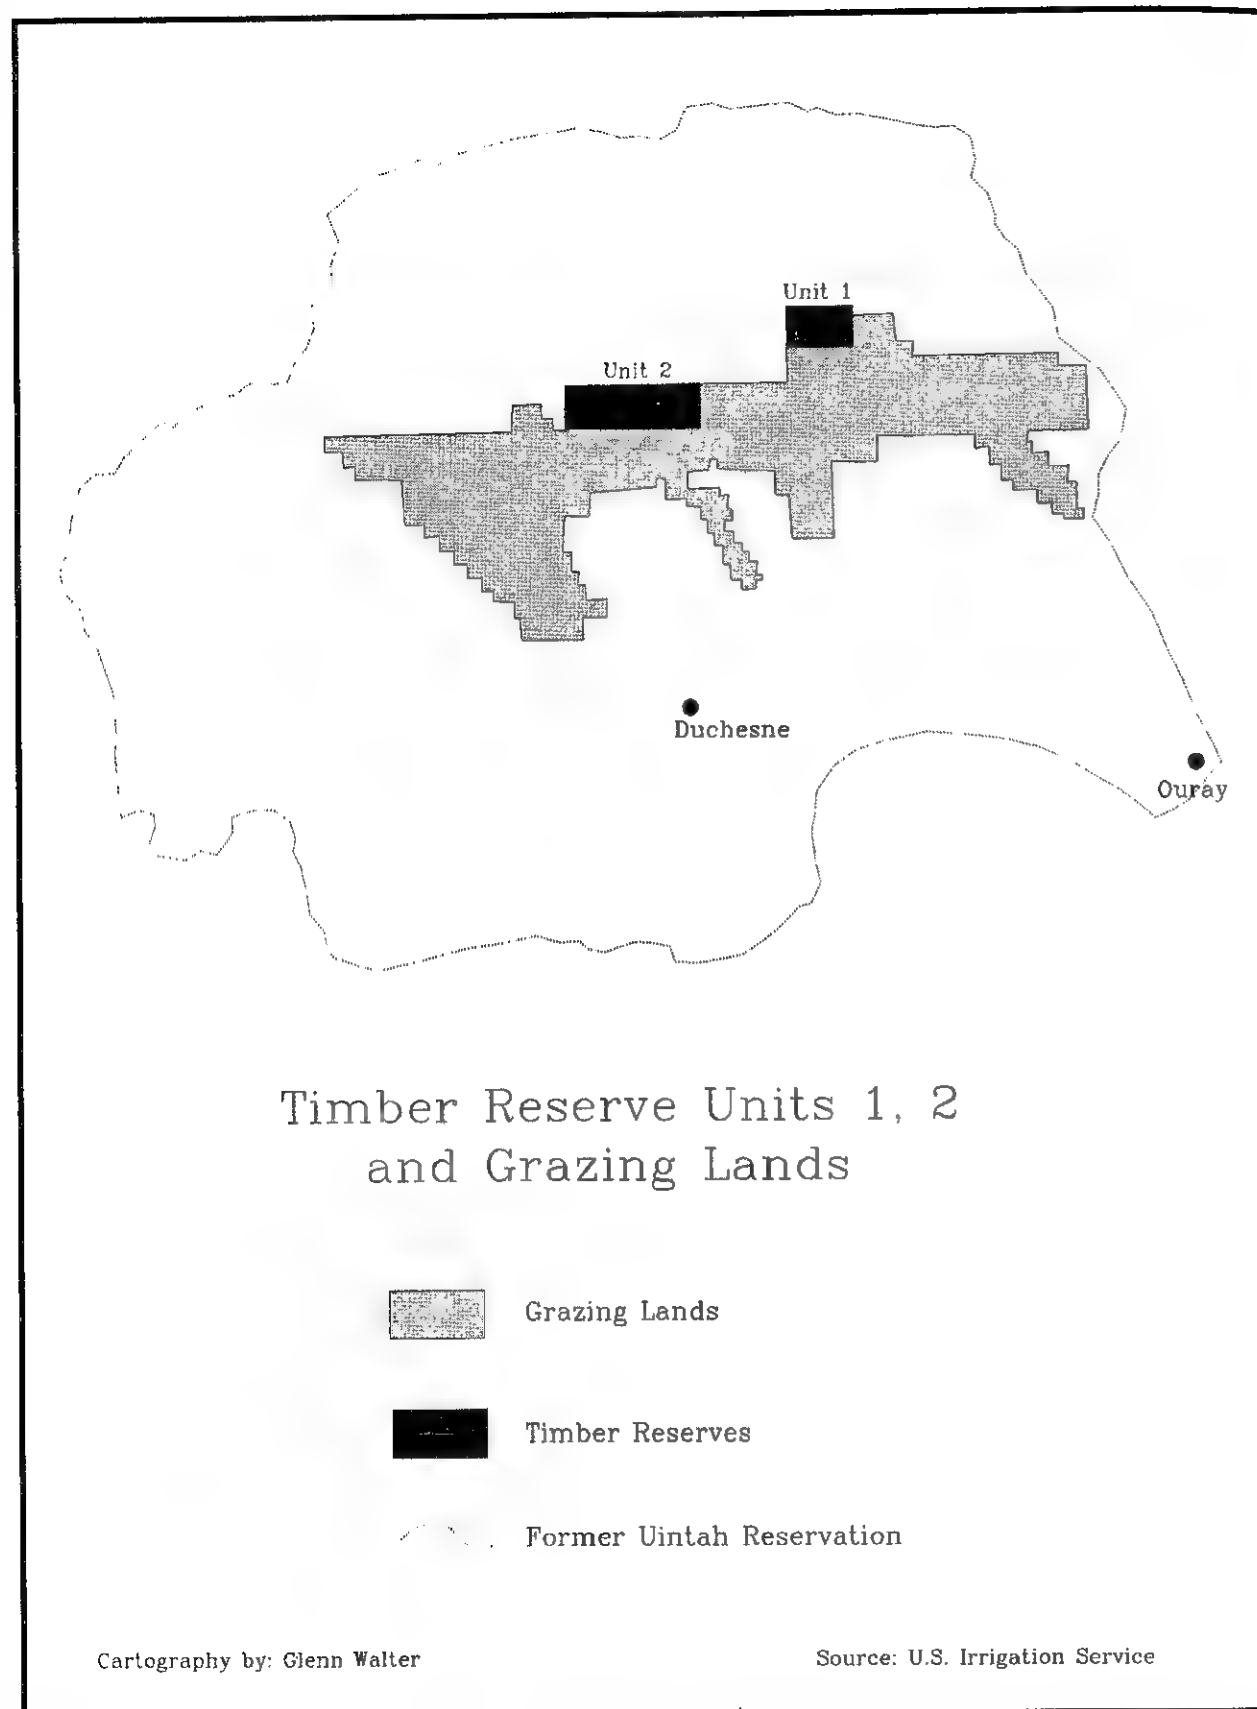 Unit 1
Unit 2
Duchesne
Ouray
Timber Reserve Units 1, 2
and Grazing Lands
Grazing Lands
Timber Reserves
Former Uintah Reservation
Cartography by: Glenn Walter
Source: U.S. Irrigation Service